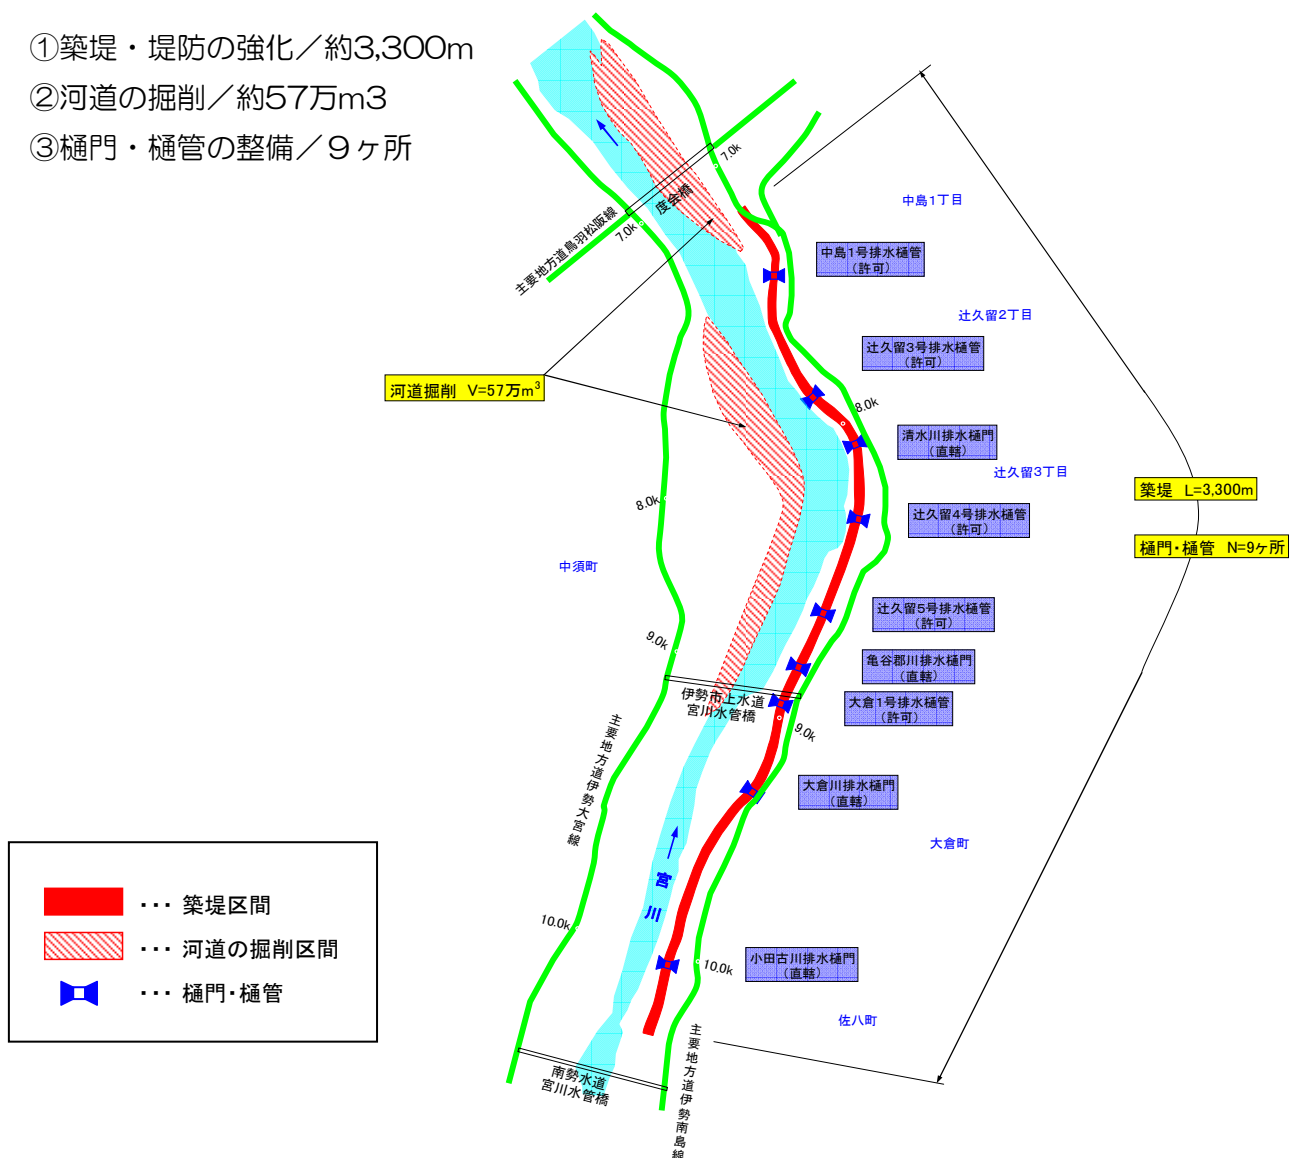 ①築堤・堤防の強化／約3,300m
②河道の掘削／約57万m3
③樋門・樋管の整備／９ヶ所
7.0k
度会橋
主要地方道鳥羽松阪線
7.0k
中島1丁目
中島1号排水樋管
（許可）
辻久留2丁目
辻久留3号排水樋管
（許可）
河道掘削 V=57万m³
8.0k
清水川排水樋門
（直轄）
辻久留3丁目
築堤 L=3,300m
8.0k
辻久留4号排水樋管
（許可）
樋門・樋管 N=9ヶ所
中須町
辻久留5号排水樋管
（許可）
9.0k
亀谷郡川排水樋門
（直轄）
伊勢市上水道
宮川水管橋
大倉1号排水樋管
（許可）
9.0k
主要地方道伊勢大宮線
大倉川排水樋門
（直轄）
大倉町
宮川
10.0k
10.0k
小田古川排水樋門
（直轄）
佐八町
主要地方道伊勢南島線
南勢水道
宮川水管橋
･･･ 築堤区間
･･･ 河道の掘削区間
･･･ 樋門･樋管